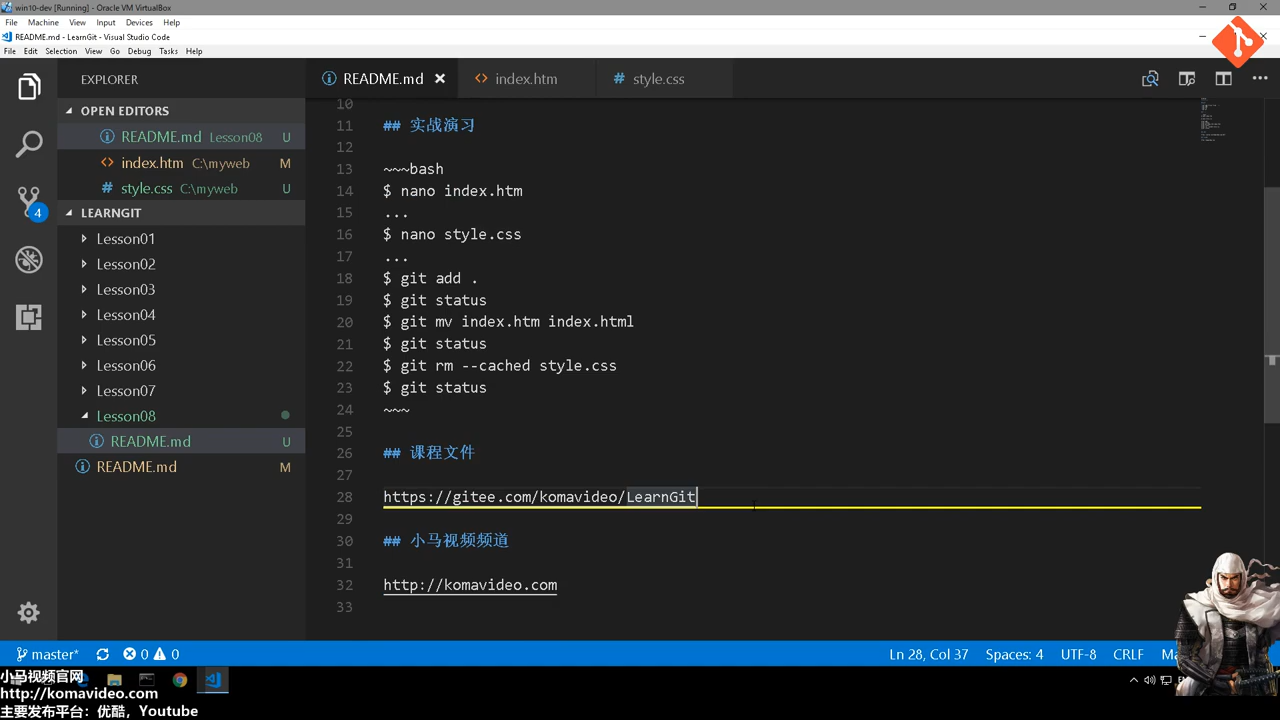 win10-dev [Running] - Oracle VM VirtualBox
File Machine View Input Devices Help
README.md - LearnGit - Visual Studio Code
File Edit Selection View Go Debug Tasks Help
EXPLORER
OPEN EDITORS
README.md Lesson08 U
index.htm C:\myweb M
style.css C:\myweb U
LEARNGIT
Lesson01
Lesson02
Lesson03
Lesson04
Lesson05
Lesson06
Lesson07
Lesson08
README.md U
README.md M
4
README.md index.htm style.css
10
11 ## 实战演习
12
13 ~~~bash
14 $ nano index.htm
15 ...
16 $ nano style.css
17 ...
18 $ git add .
19 $ git status
20 $ git mv index.htm index.html
21 $ git status
22 $ git rm --cached style.css
23 $ git status
24 ~~~
25
26 ## 课程文件
27
28 https://gitee.com/komavideo/LearnGit
29
30 ## 小马视频频道
31
32 http://komavideo.com
33
master* 0 0 Ln 28, Col 37 Spaces: 4 UTF-8 CRLF
小马视频官网
http://komavideo.com
主要发布平台：优酷，Youtube